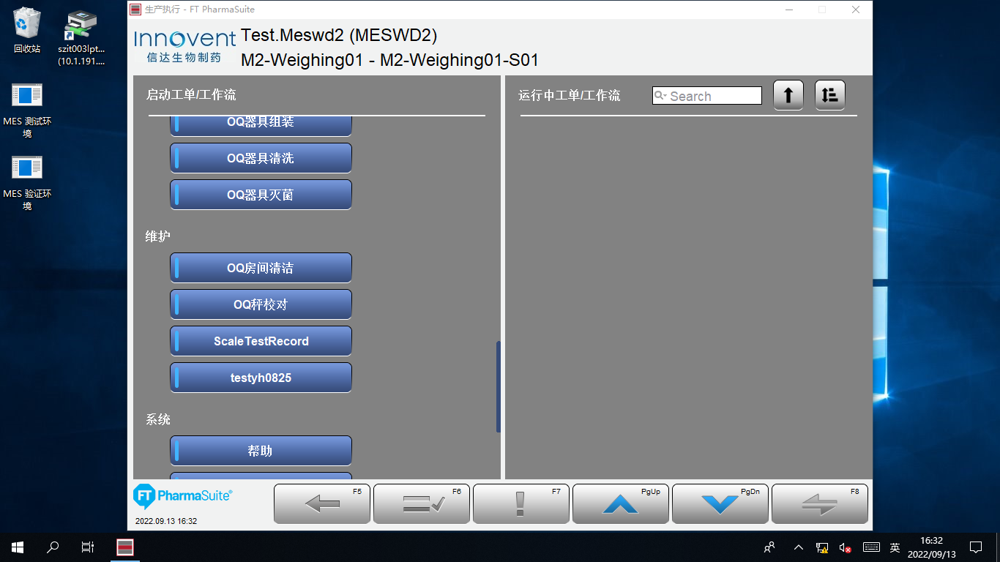 回收站
szit003lpt...
(10.1.191....
MES 测试环
境
MES 验证环
境
生产执行 - FT PharmaSuite
Innovent
信达生物制药
Test.Meswd2 (MESWD2)
M2-Weighing01 - M2-Weighing01-S01
启动工单/工作流
OQ器具组装
OQ器具清洗
OQ器具灭菌
维护
OQ房间清洁
OQ秤校对
ScaleTestRecord
testyh0825
系统
帮助
运行中工单/工作流
Search
FT PharmaSuite®
2022.09.13 16:32
F5
F6
F7
PgUp
PgDn
F8
英
16:32
2022/09/13